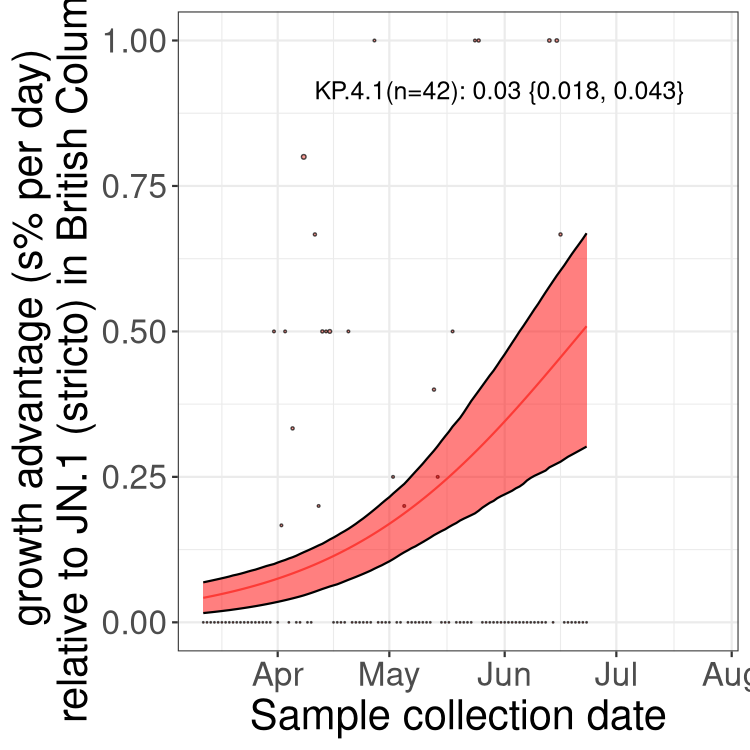 growth advantage (s% per day)
relative to JN.1 (stricto) in British Colum
1.00
0.75
0.50
0.25
0.00
KP.4.1(n=42): 0.03 {0.018, 0.043}
Apr May Jun Jul Aug
Sample collection date